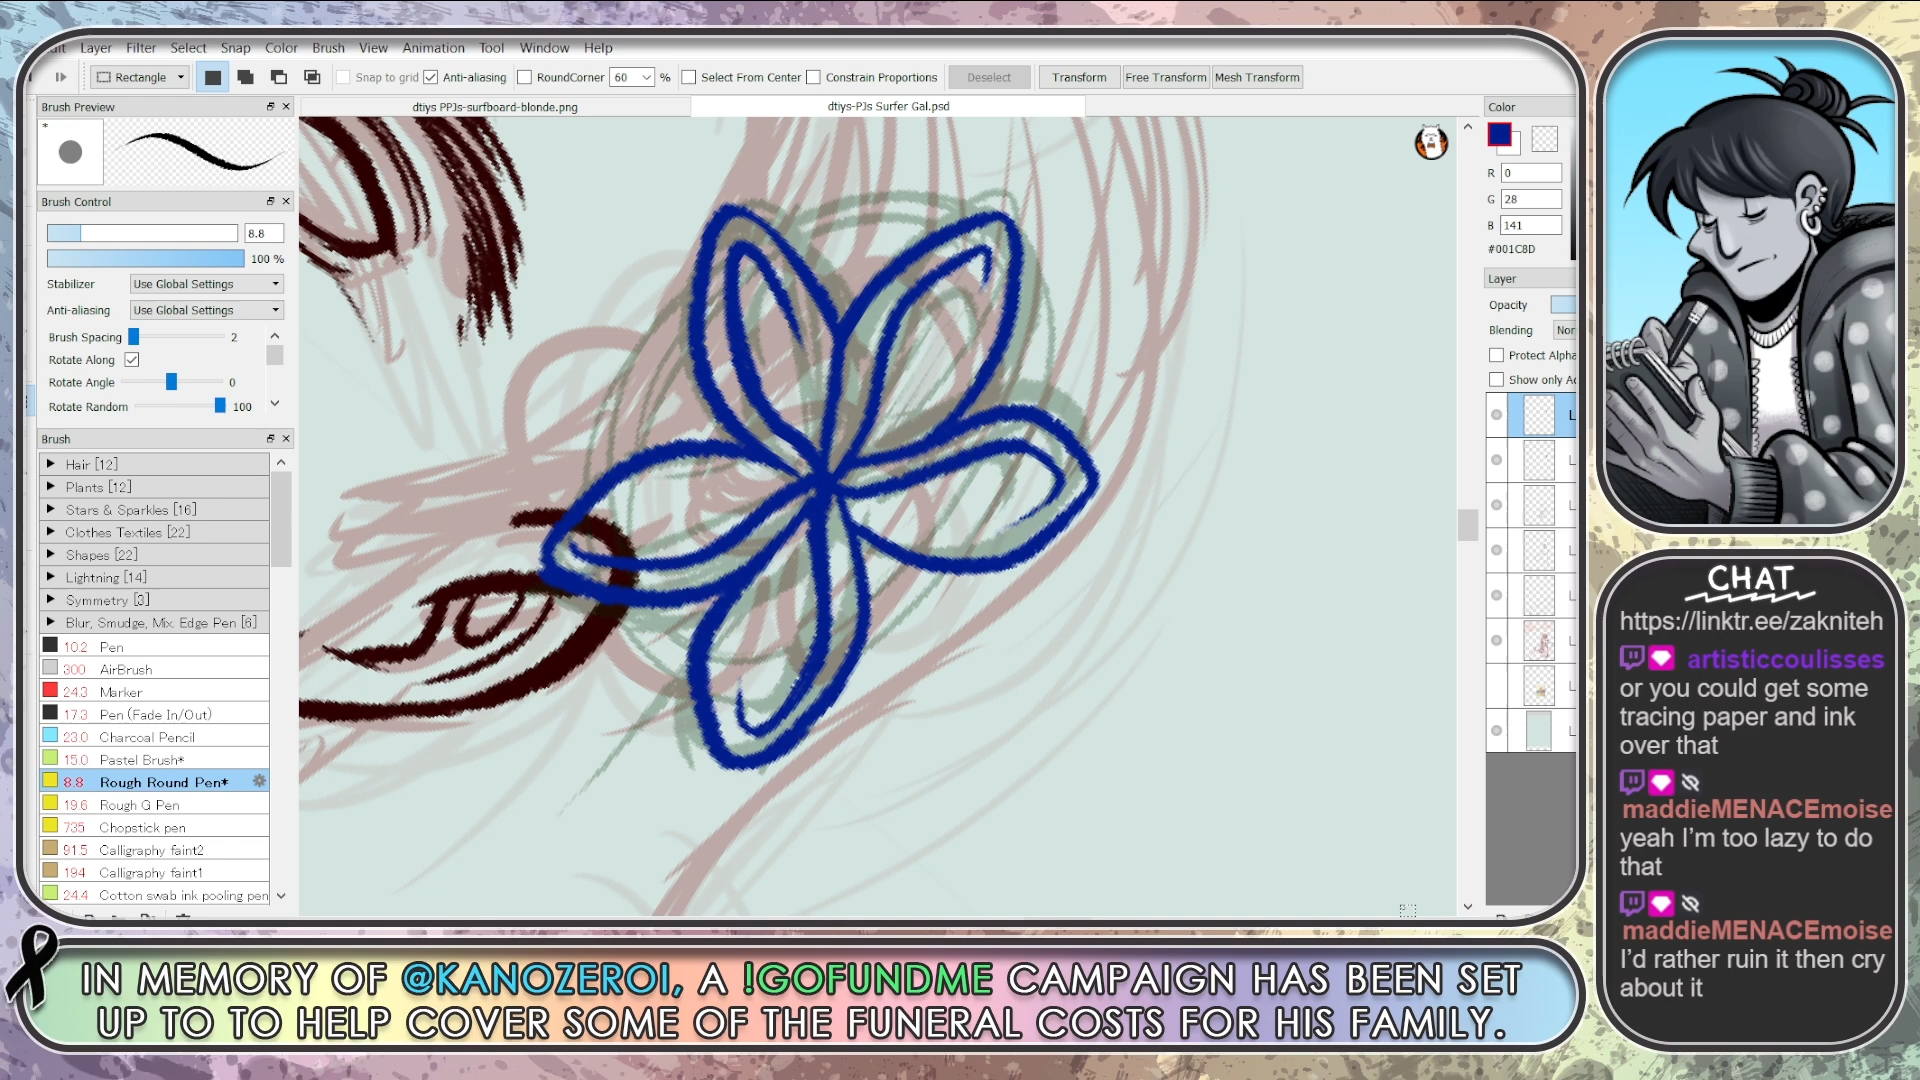 Layer Filter Select Snap Color Brush View Animation Tool Window Help
Rectangle Snap to grid Anti-aliasing RoundCorner 60 % Select From Center Constrain Proportions Deselect Transform Free Transform Mesh Transform
Brush Preview
dtiys PPJs-surfboard-blonde.png
dtiys-PJs Surfer Gal.psd
*
Brush Control
8.8
100 %
Stabilizer Use Global Settings
Anti-aliasing Use Global Settings
Brush Spacing 2
Rotate Along
Rotate Angle 0
Rotate Random 100
Brush
Hair [12]
Plants [12]
Stars & Sparkles [16]
Clothes Textiles [22]
Shapes [22]
Lightning [14]
Symmetry [3]
Blur, Smudge, Mix. Edge Pen [6]
10.2 Pen
300 AirBrush
24.3 Marker
17.3 Pen (Fade In/Out)
23.0 Charcoal Pencil
15.0 Pastel Brush*
8.8 Rough Round Pen*
19.6 Rough G Pen
735 Chopstick pen
91.5 Calligraphy faint2
194 Calligraphy faint1
24.4 Cotton swab ink pooling pen
Color
R 0
G 28
B 141
#001C8D
Layer
Opacity
Blending Nor
Protect Alpha
Show only
CHAT
https://linktr.ee/zakniteh
artisticcoulisses
or you could get some
tracing paper and ink
over that
maddieMENACEmoise
yeah I'm too lazy to do
that
maddieMENACEmoise
I'd rather ruin it then cry
about it
IN MEMORY OF @KANOZEROI, A !GOFUNDME CAMPAIGN HAS BEEN SET
UP TO TO HELP COVER SOME OF THE FUNERAL COSTS FOR HIS FAMILY.